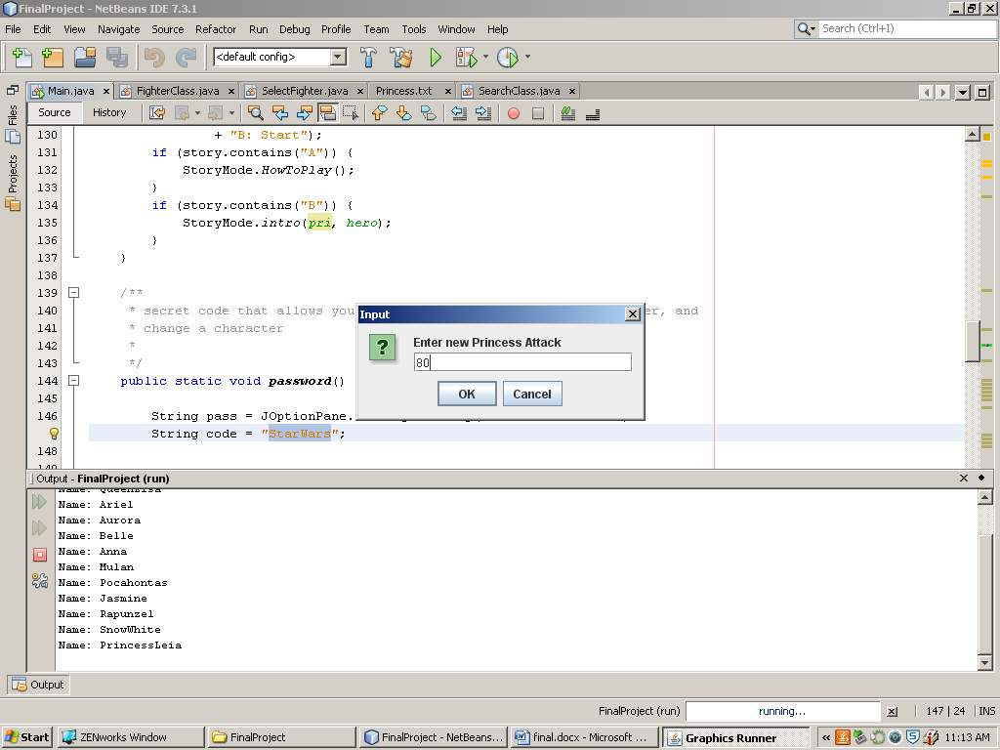 FinalProject - NetBeans IDE 7.3.1
File Edit View Navigate Source Refactor Run Debug Profile Team Tools Window Help
Search (Ctrl+I)
<default config>
Main.java FighterClass.java SelectFighter.java Princess.txt SearchClass.java
Files
Projects
Source History
130 + "B: Start");
131 if (story.contains("A")) {
132 StoryMode.HowToPlay();
133 }
134 if (story.contains("B")) {
135 StoryMode.intro(pri, hero);
136 }
137 }
138
139 /**
140 * secret code that allows you er, and
141 * change a character
142 *
143 */
144 public static void password()
145
146 String pass = JOptionPane.
String code = "StarWars";
148
Input
Enter new Princess Attack
80
OK Cancel
Output - FinalProject (run)
Name: QueenElsa
Name: Ariel
Name: Aurora
Name: Belle
Name: Anna
Name: Mulan
Name: Pocahontas
Name: Jasmine
Name: Rapunzel
Name: SnowWhite
Name: PrincessLeia
Output
FinalProject (run) running... 147 | 24 INS
Start ZENworks Window FinalProject FinalProject - NetBeans... final.docx - Microsoft ... Graphics Runner « 11:13 AM